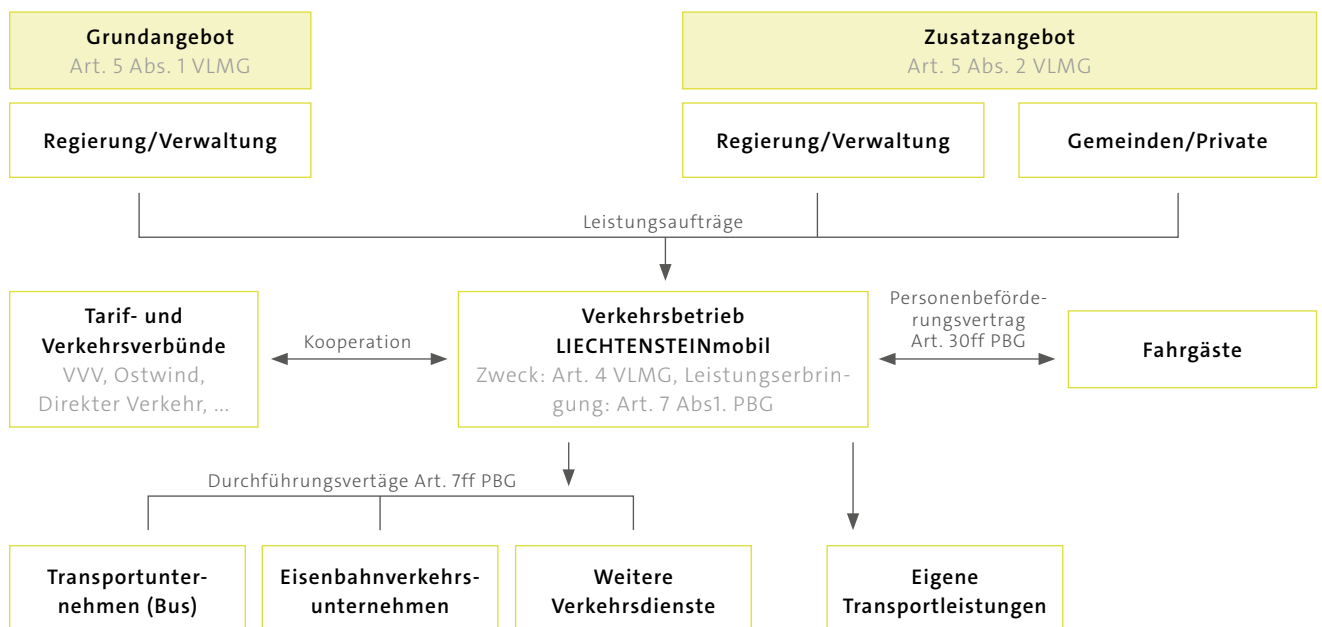 Grundangebot
Art. 5 Abs. 1 VLMG
Zusatzangebot
Art. 5 Abs. 2 VLMG
Regierung/Verwaltung
Regierung/Verwaltung
Gemeinden/Private
Leistungsaufträge
Tarif- und
Verkehrsverbünde
VVV, Ostwind,
Direkter Verkehr, ...
Kooperation
Verkehrsbetrieb
LIECHTENSTEINmobil
Zweck: Art. 4 VLMG, Leistungserbrin-
gung: Art. 7 Abs1. PBG
Personenbeförde-
rungsvertrag
Art. 30ff PBG
Fahrgäste
Durchführungsvertäge Art. 7ff PBG
Transportunter-
nehmen (Bus)
Eisenbahnverkehrs-
unternehmen
Weitere
Verkehrsdienste
Eigene
Transportleistungen